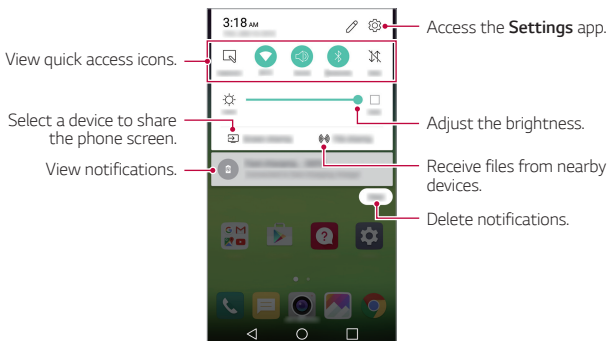 3:18 AM
Access the Settings app.
View quick access icons.
Select a device to share
the phone screen.
Adjust the brightness.
View notifications.
Receive files from nearby
devices.
Delete notifications.
G M
?